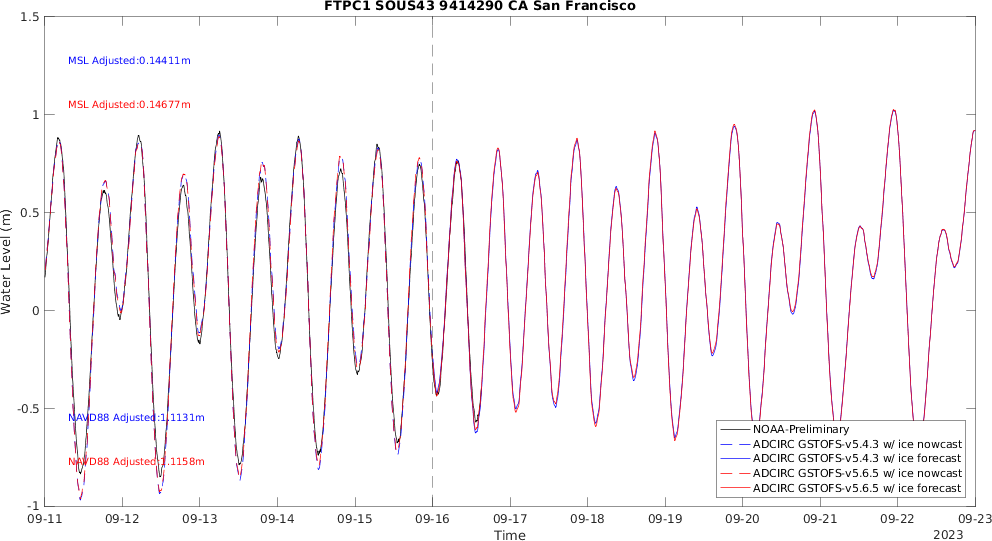 FTPC1 SOUS43 9414290 CA San Francisco
1.5
MSL Adjusted:0.14411m
MSL Adjusted:0.14677m
1
0.5
Water Level (m)
0
-0.5
NAVD88 Adjusted:1.1131m
NAVD88 Adjusted:1.1158m
NOAA-Preliminary
ADCIRC GSTOFS-v5.4.3 w/ ice nowcast
ADCIRC GSTOFS-v5.4.3 w/ ice forecast
ADCIRC GSTOFS-v5.6.5 w/ ice nowcast
ADCIRC GSTOFS-v5.6.5 w/ ice forecast
-1
09-11 09-12 09-13 09-14 09-15 09-16 09-17 09-18 09-19 09-20 09-21 09-22 09-23
Time
2023